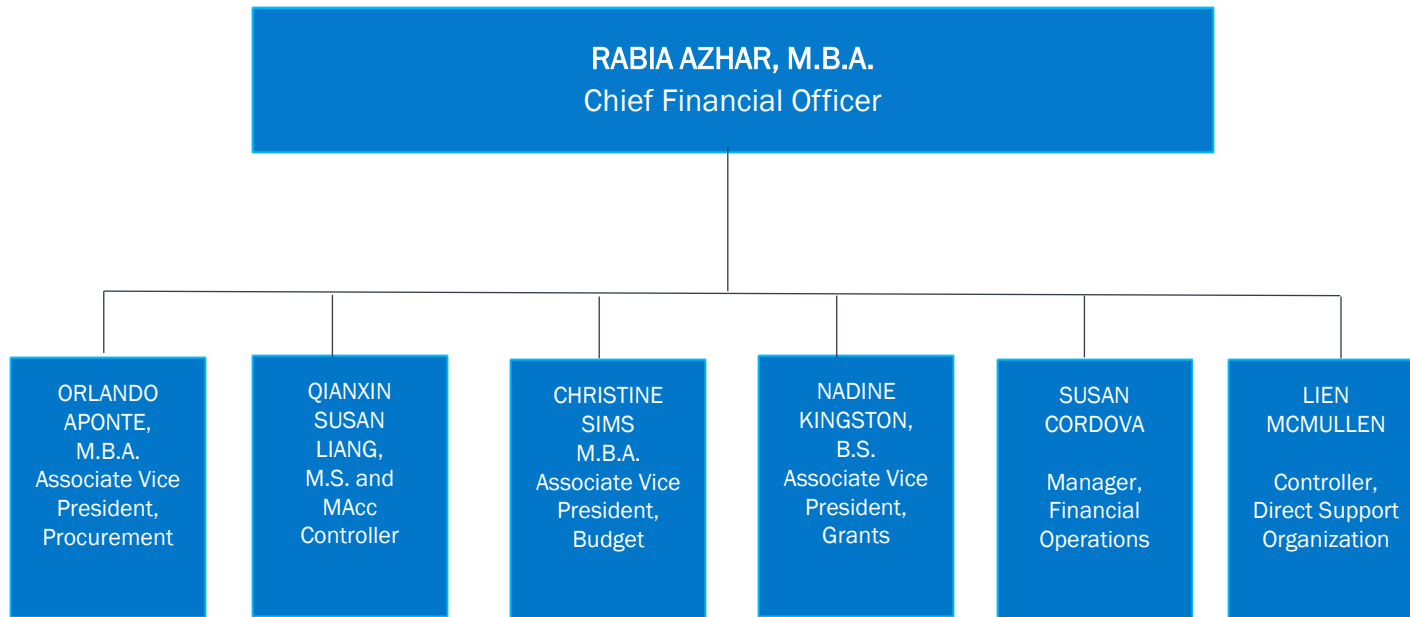 RABIA AZHAR, M.B.A.
Chief Financial Officer
ORLANDO
APONTE,
M.B.A.
Associate Vice
President,
Procurement
QIANXIN
SUSAN
LIANG,
M.S. and
MAcc
Controller
CHRISTINE
SIMS
M.B.A.
Associate Vice
President,
Budget
NADINE
KINGSTON,
B.S.
Associate Vice
President,
Grants
SUSAN
CORDOVA
Manager,
Financial
Operations
LIEN
MCMULLEN
Controller,
Direct Support
Organization